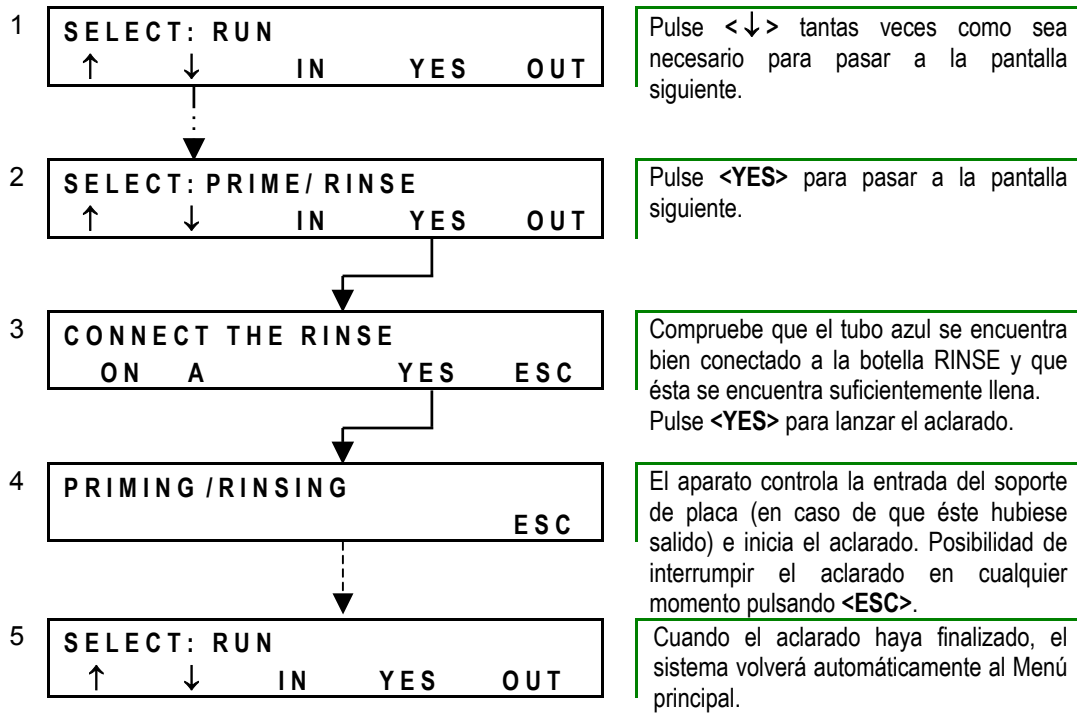 1
SELECT: RUN
↑ ↓ IN YES OUT
Pulse <↓> tantas veces como sea
necesario para pasar a la pantalla
siguiente.
2
SELECT: PRIME/ RINSE
↑ ↓ IN YES OUT
Pulse <YES> para pasar a la pantalla
siguiente.
3
CONNECT THE RINSE
ON A YES ESC
Compruebe que el tubo azul se encuentra
bien conectado a la botella RINSE y que
ésta se encuentra suficientemente llena.
Pulse <YES> para lanzar el aclarado.
4
PRIMING /RINSING
ESC
El aparato controla la entrada del soporte
de placa (en caso de que éste hubiese
salido) e inicia el aclarado. Posibilidad de
interrumpir el aclarado en cualquier
momento pulsando <ESC>.
5
SELECT: RUN
↑ ↓ IN YES OUT
Cuando el aclarado haya finalizado, el
sistema volverá automáticamente al Menú
principal.